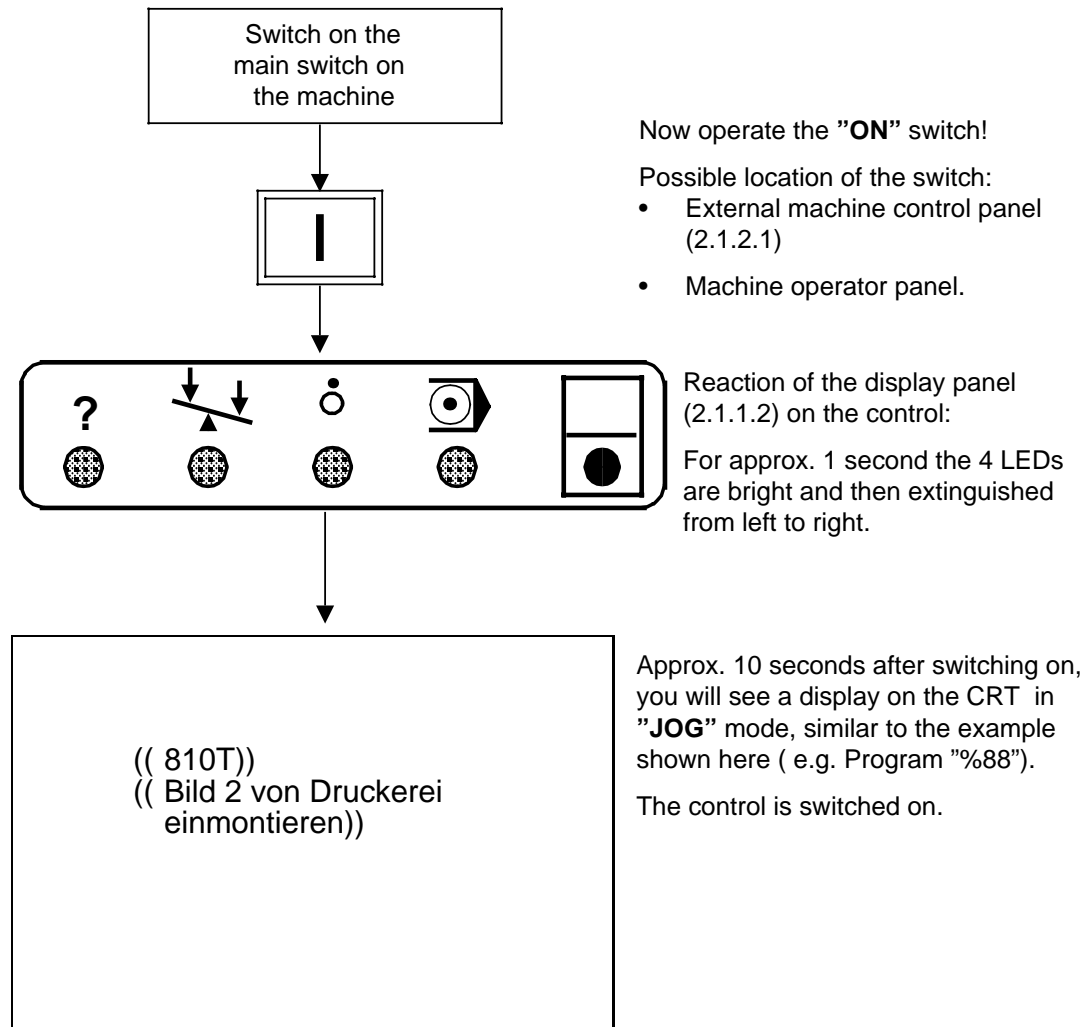 Switch on the
main switch on
the machine
Now operate the ”ON” switch!
Possible location of the switch:
• External machine control panel
(2.1.2.1)
• Machine operator panel.
I
?
Reaction of the display panel
(2.1.1.2) on the control:
For approx. 1 second the 4 LEDs
are bright and then extinguished
from left to right.
Approx. 10 seconds after switching on,
you will see a display on the CRT in
”JOG” mode, similar to the example
shown here ( e.g. Program ”%88”).
The control is switched on.
(( 810T))
(( Bild 2 von Druckerei
einmontieren))